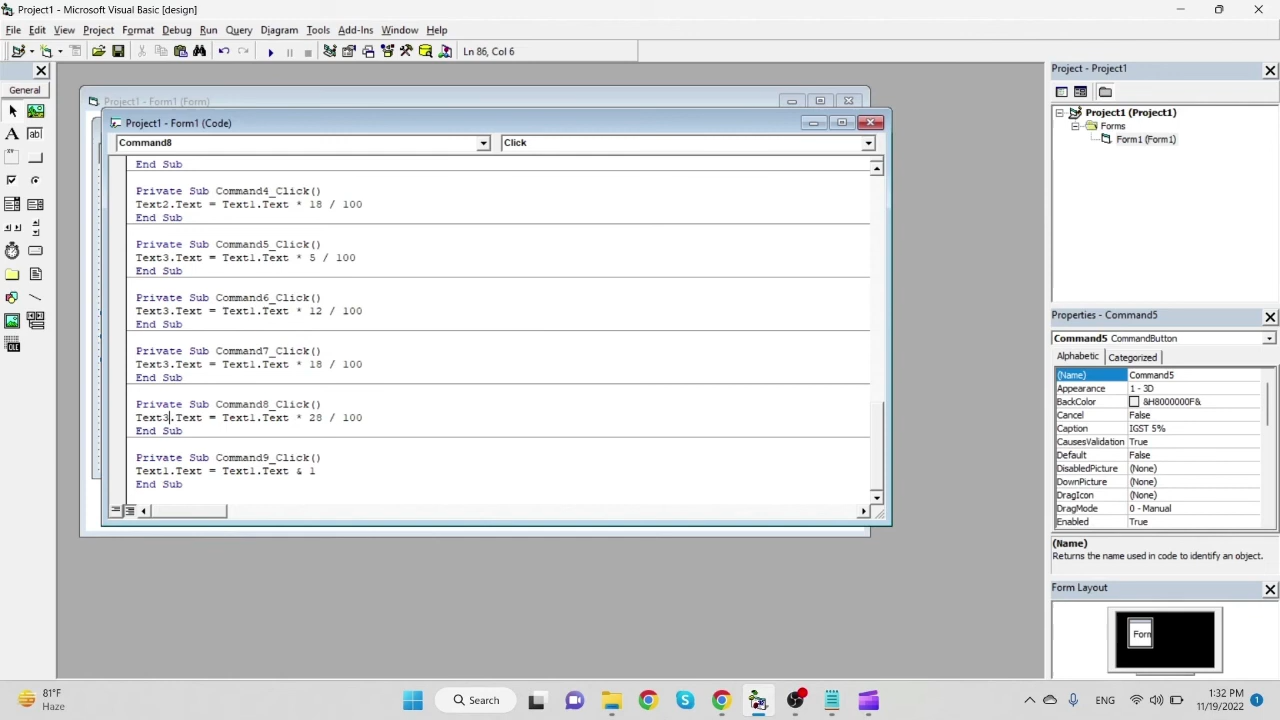 Project1 - Microsoft Visual Basic [design]
File Edit View Project Format Debug Run Query Diagram Tools Add-Ins Window Help
Ln 86, Col 6
General
Project1 - Form1 (Form)
Project1 - Form1 (Code)
Command8 Click
End Sub
Private Sub Command4_Click()
Text2.Text = Text1.Text * 18 / 100
End Sub
Private Sub Command5_Click()
Text3.Text = Text1.Text * 5 / 100
End Sub
Private Sub Command6_Click()
Text3.Text = Text1.Text * 12 / 100
End Sub
Private Sub Command7_Click()
Text3.Text = Text1.Text * 18 / 100
End Sub
Private Sub Command8_Click()
Text3.Text = Text1.Text * 28 / 100
End Sub
Private Sub Command9_Click()
Text1.Text = Text1.Text & 1
End Sub
Project - Project1
Project1 (Project1)
Forms
Form1 (Form1)
Properties - Command5
Command5 CommandButton
Alphabetic Categorized
(Name) Command5
Appearance 1 - 3D
BackColor &H8000000F&
Cancel False
Caption IGST 5%
CausesValidation True
Default False
DisabledPicture (None)
DownPicture (None)
DragIcon (None)
DragMode 0 - Manual
Enabled True
(Name)
Returns the name used in code to identify an object.
Form Layout
Form
81°F
Haze
Search
ENG
1:32 PM
11/19/2022
1